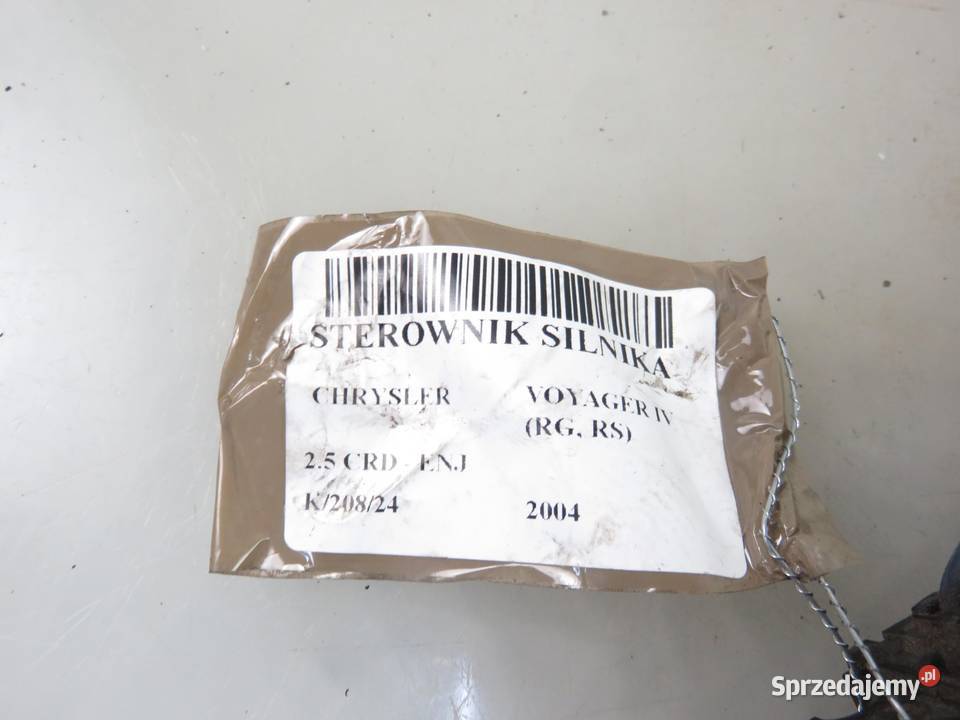 STEROWNIK SILNIKA
CHRYSLER
VOYAGER IV
(RG, RS)
2.5 CRD - ENJ
K/208/24
2004
Sprzedajemy.pl